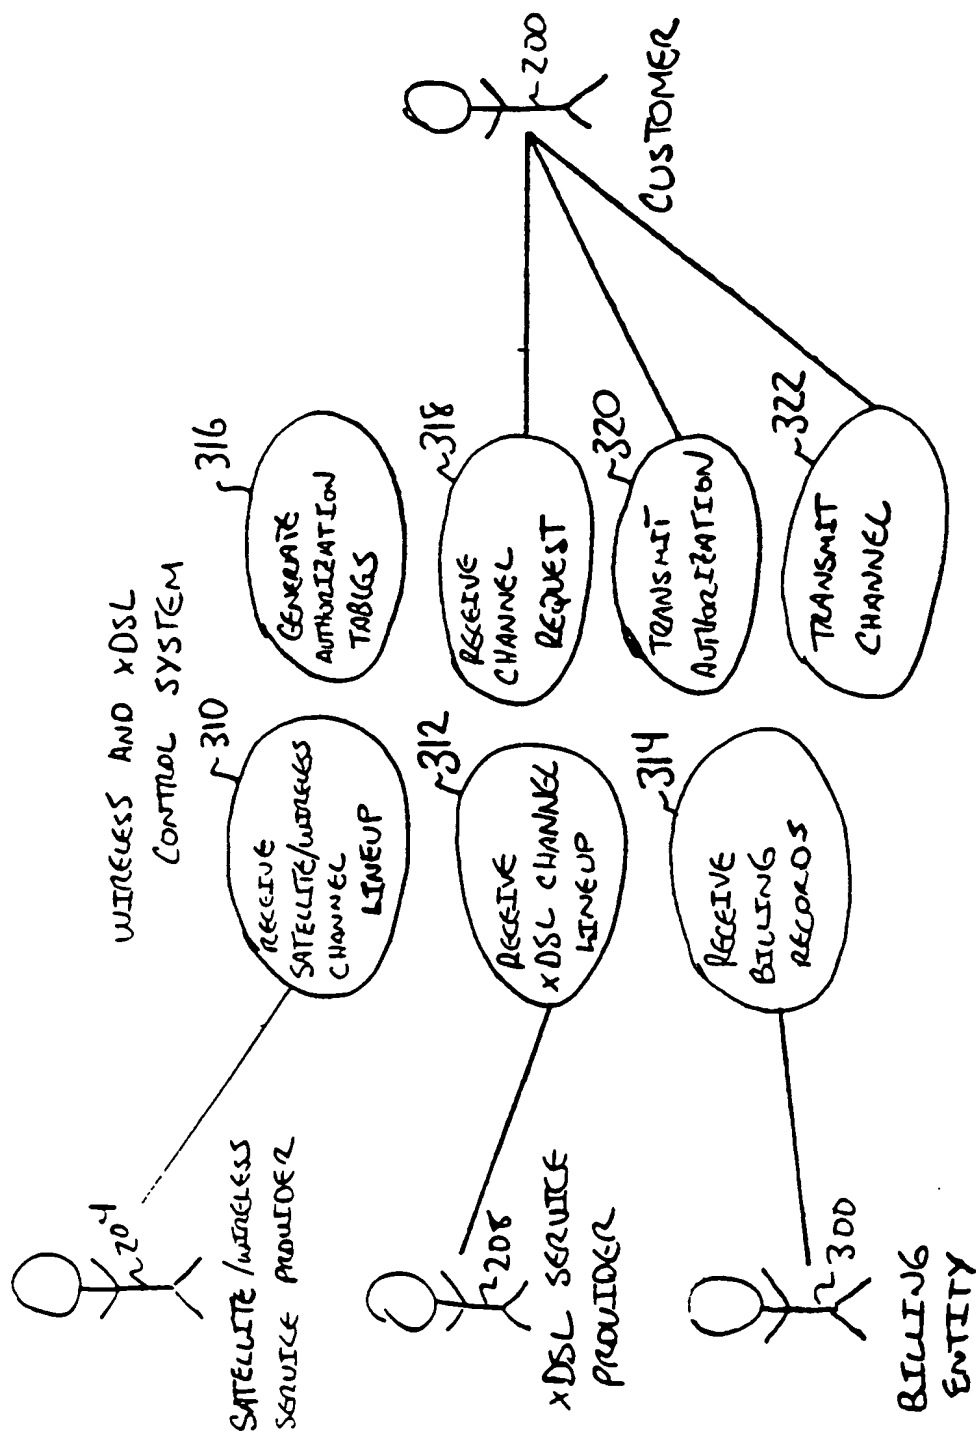 WIRELESS AND xDSL
CONTROL SYSTEM
204
SATELLITE/WIRELESS
SERVICE PROVIDER
310
RECEIVE
SATELLITE/WIRELESS
CHANNEL
LINEUP
316
GENERATE
AUTHORIZATION
TABLES
208
xDSL SERVICE
PROVIDER
312
RECEIVE
xDSL CHANNEL
LINEUP
318
RECEIVE
CHANNEL
REQUEST
200
CUSTOMER
320
TRANSMIT
AUTHORIZATION
300
BILLING
ENTITY
314
RECEIVE
BILLING
RECORDS
322
TRANSMIT
CHANNEL